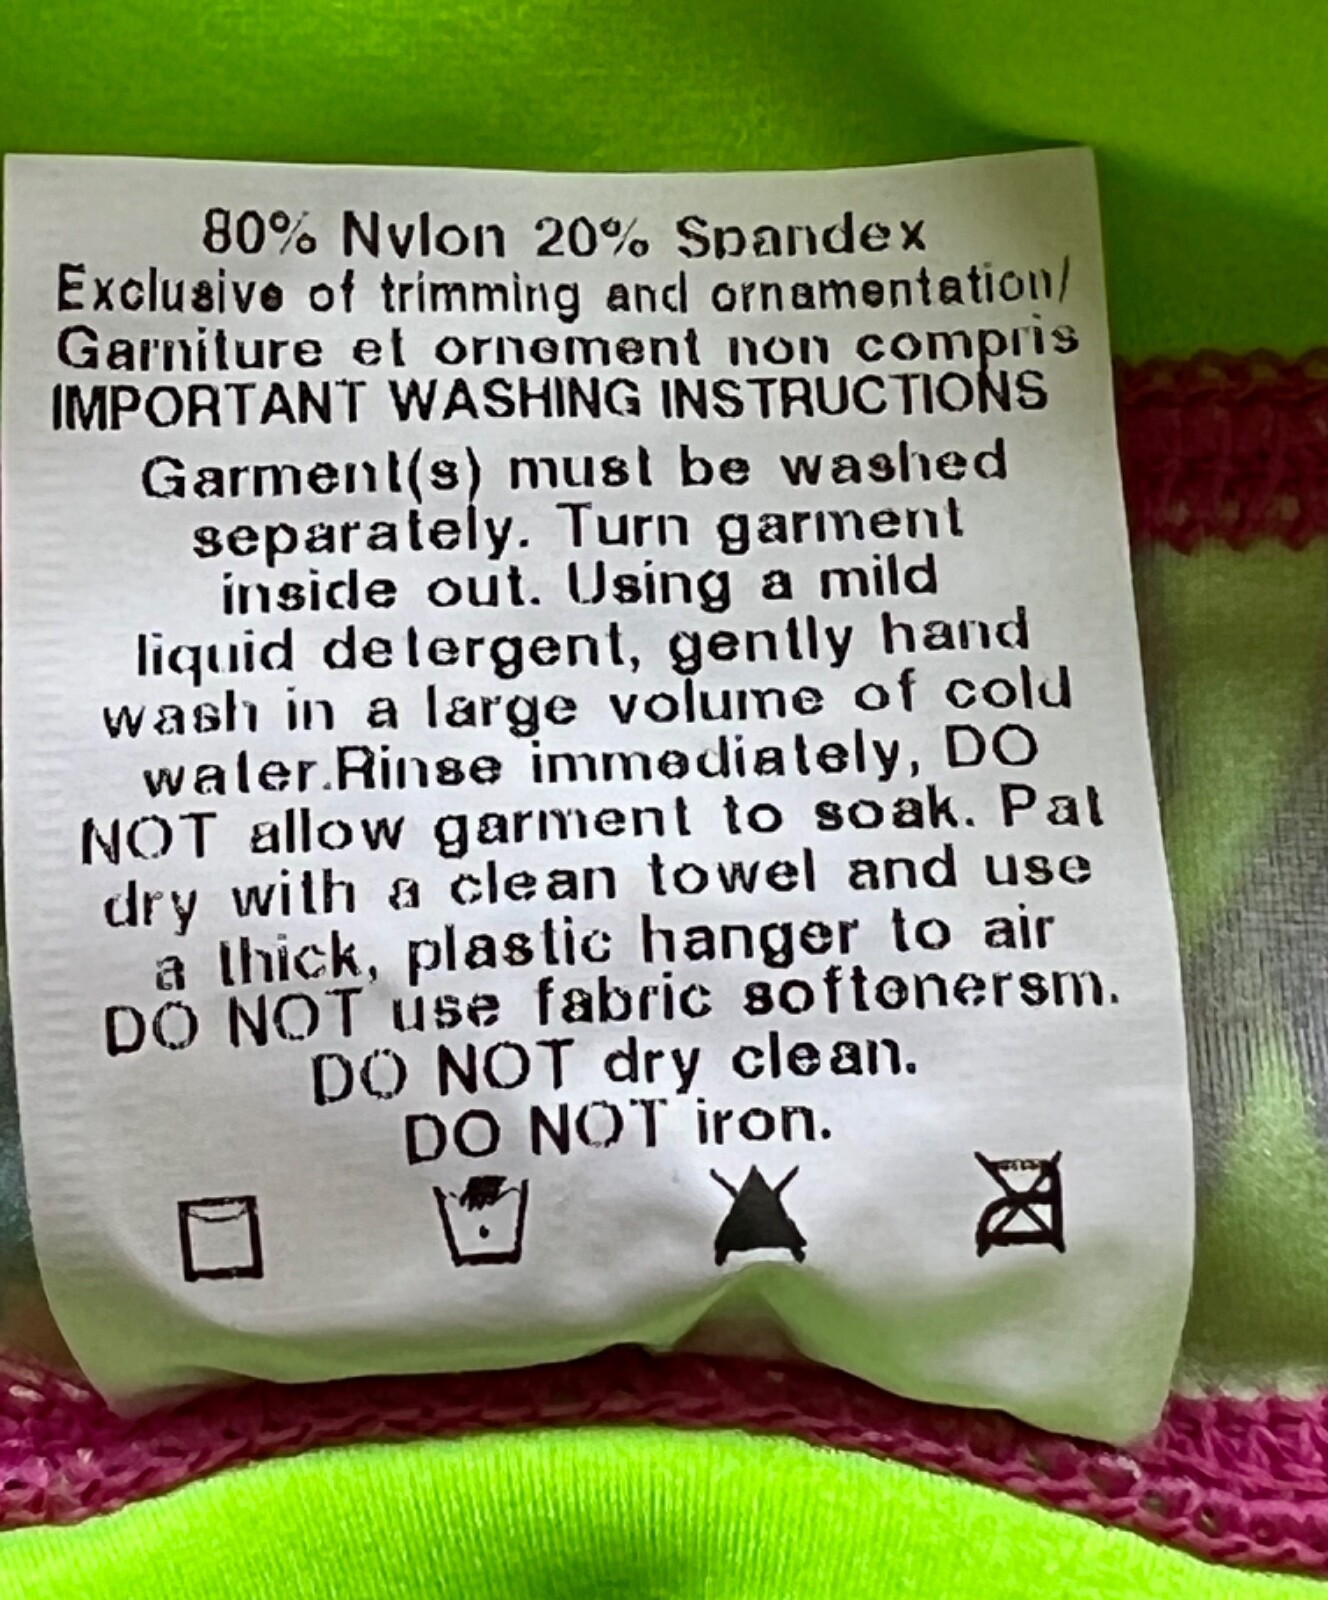 80% Nylon 20% Spandex
Exclusive of trimming and ornamentation/
Garniture et ornement non compris
IMPORTANT WASHING INSTRUCTIONS
Garment(s) must be washed
separately. Turn garment
inside out. Using a mild
liquid detergent, gently hand
wash in a large volume of cold
water.Rinse immediately, DO
NOT allow garment to soak. Pat
dry with a clean towel and use
a thick, plastic hanger to air
DO NOT use fabric softenersm.
DO NOT dry clean.
DO NOT iron.